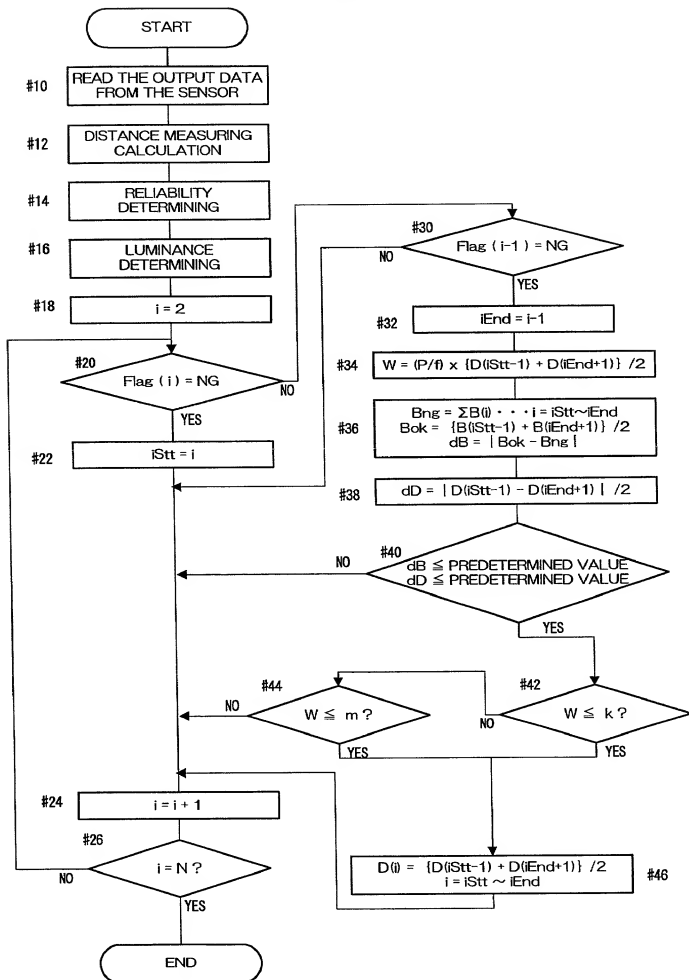 START
#10
READ THE OUTPUT DATA
FROM THE SENSOR
#12
DISTANCE MEASURING
CALCULATION
#14
RELIABILITY
DETERMINING
#16
LUMINANCE
DETERMINING
#18
i = 2
#20
Flag ( i ) = NG
NO
YES
#22
iStt = i
#30
Flag ( i-1 ) = NG
NO
YES
#32
iEnd = i-1
#34
W = (P/f) x {D(iStt-1) + D(iEnd+1)} /2
#36
Bng = ΣB(i) ・・・i = iStt~iEnd
Bok = {B(iStt-1) + B(iEnd+1)} /2
dB = | Bok - Bng |
#38
dD = | D(iStt-1) - D(iEnd+1) | /2
#40
NO
dB ≦ PREDETERMINED VALUE
dD ≦ PREDETERMINED VALUE
YES
#44
#42
NO
W ≦ m ?
NO
W ≦ k ?
YES
YES
#24
i = i + 1
#26
i = N ?
NO
YES
D(i) = {D(iStt-1) + D(iEnd+1)} /2
i = iStt ~ iEnd
#46
END